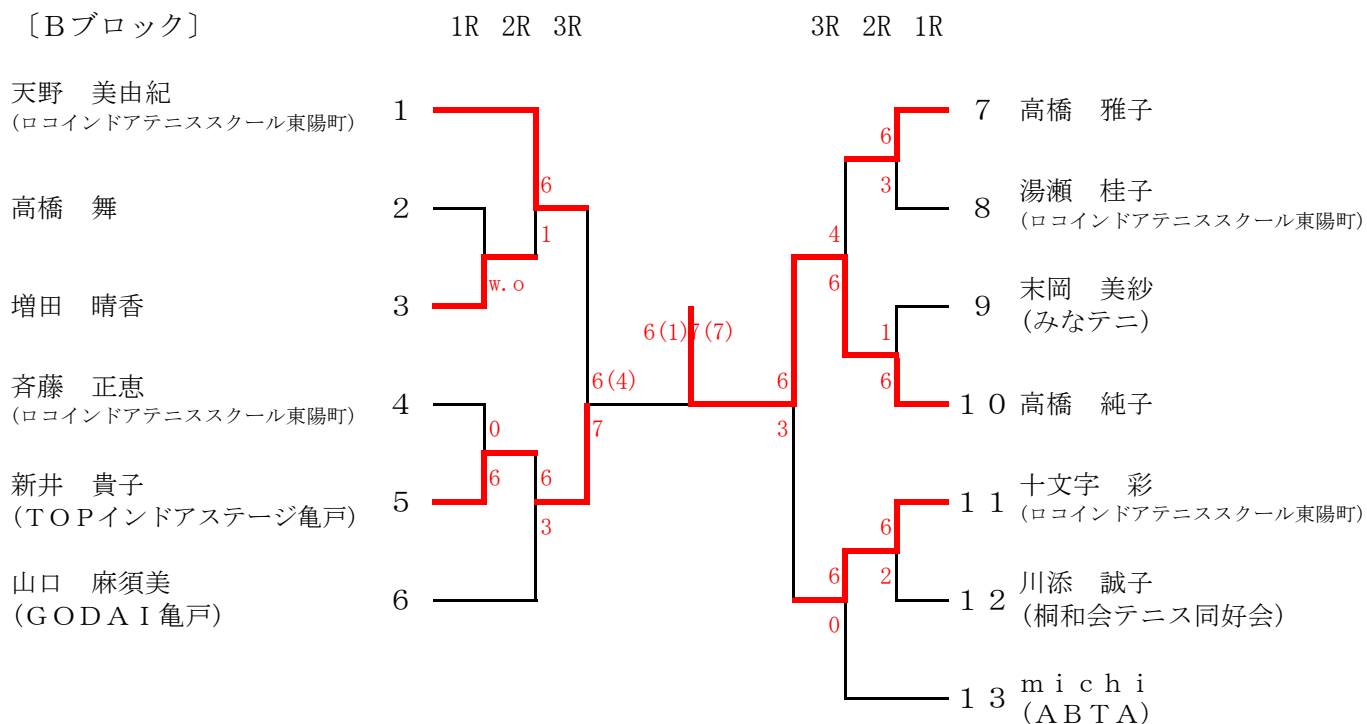 〔Bブロック〕
1R 2R 3R
3R 2R 1R
天野　美由紀
(ロコインドアテニススクール東陽町)
1
高橋　舞
2
増田　晴香
3
斉藤　正恵
(ロコインドアテニススクール東陽町)
4
新井　貴子
(ＴＯＰインドアステージ亀戸)
5
山口　麻須美
(ＧＯＤＡＩ亀戸)
6
6
1
w.o
0
6
6
3
6(4)
7
6(1)
7(7)
7
高橋　雅子
8
湯瀬　桂子
(ロコインドアテニススクール東陽町)
9
末岡　美紗
(みなテニ)
１０
高橋　純子
１１
十文字　彩
(ロコインドアテニススクール東陽町)
１２
川添　誠子
(桐和会テニス同好会)
１３
ｍｉｃｈｉ
(ＡＢＴＡ)
6
3
4
6
1
6
6
3
6
2
6
0